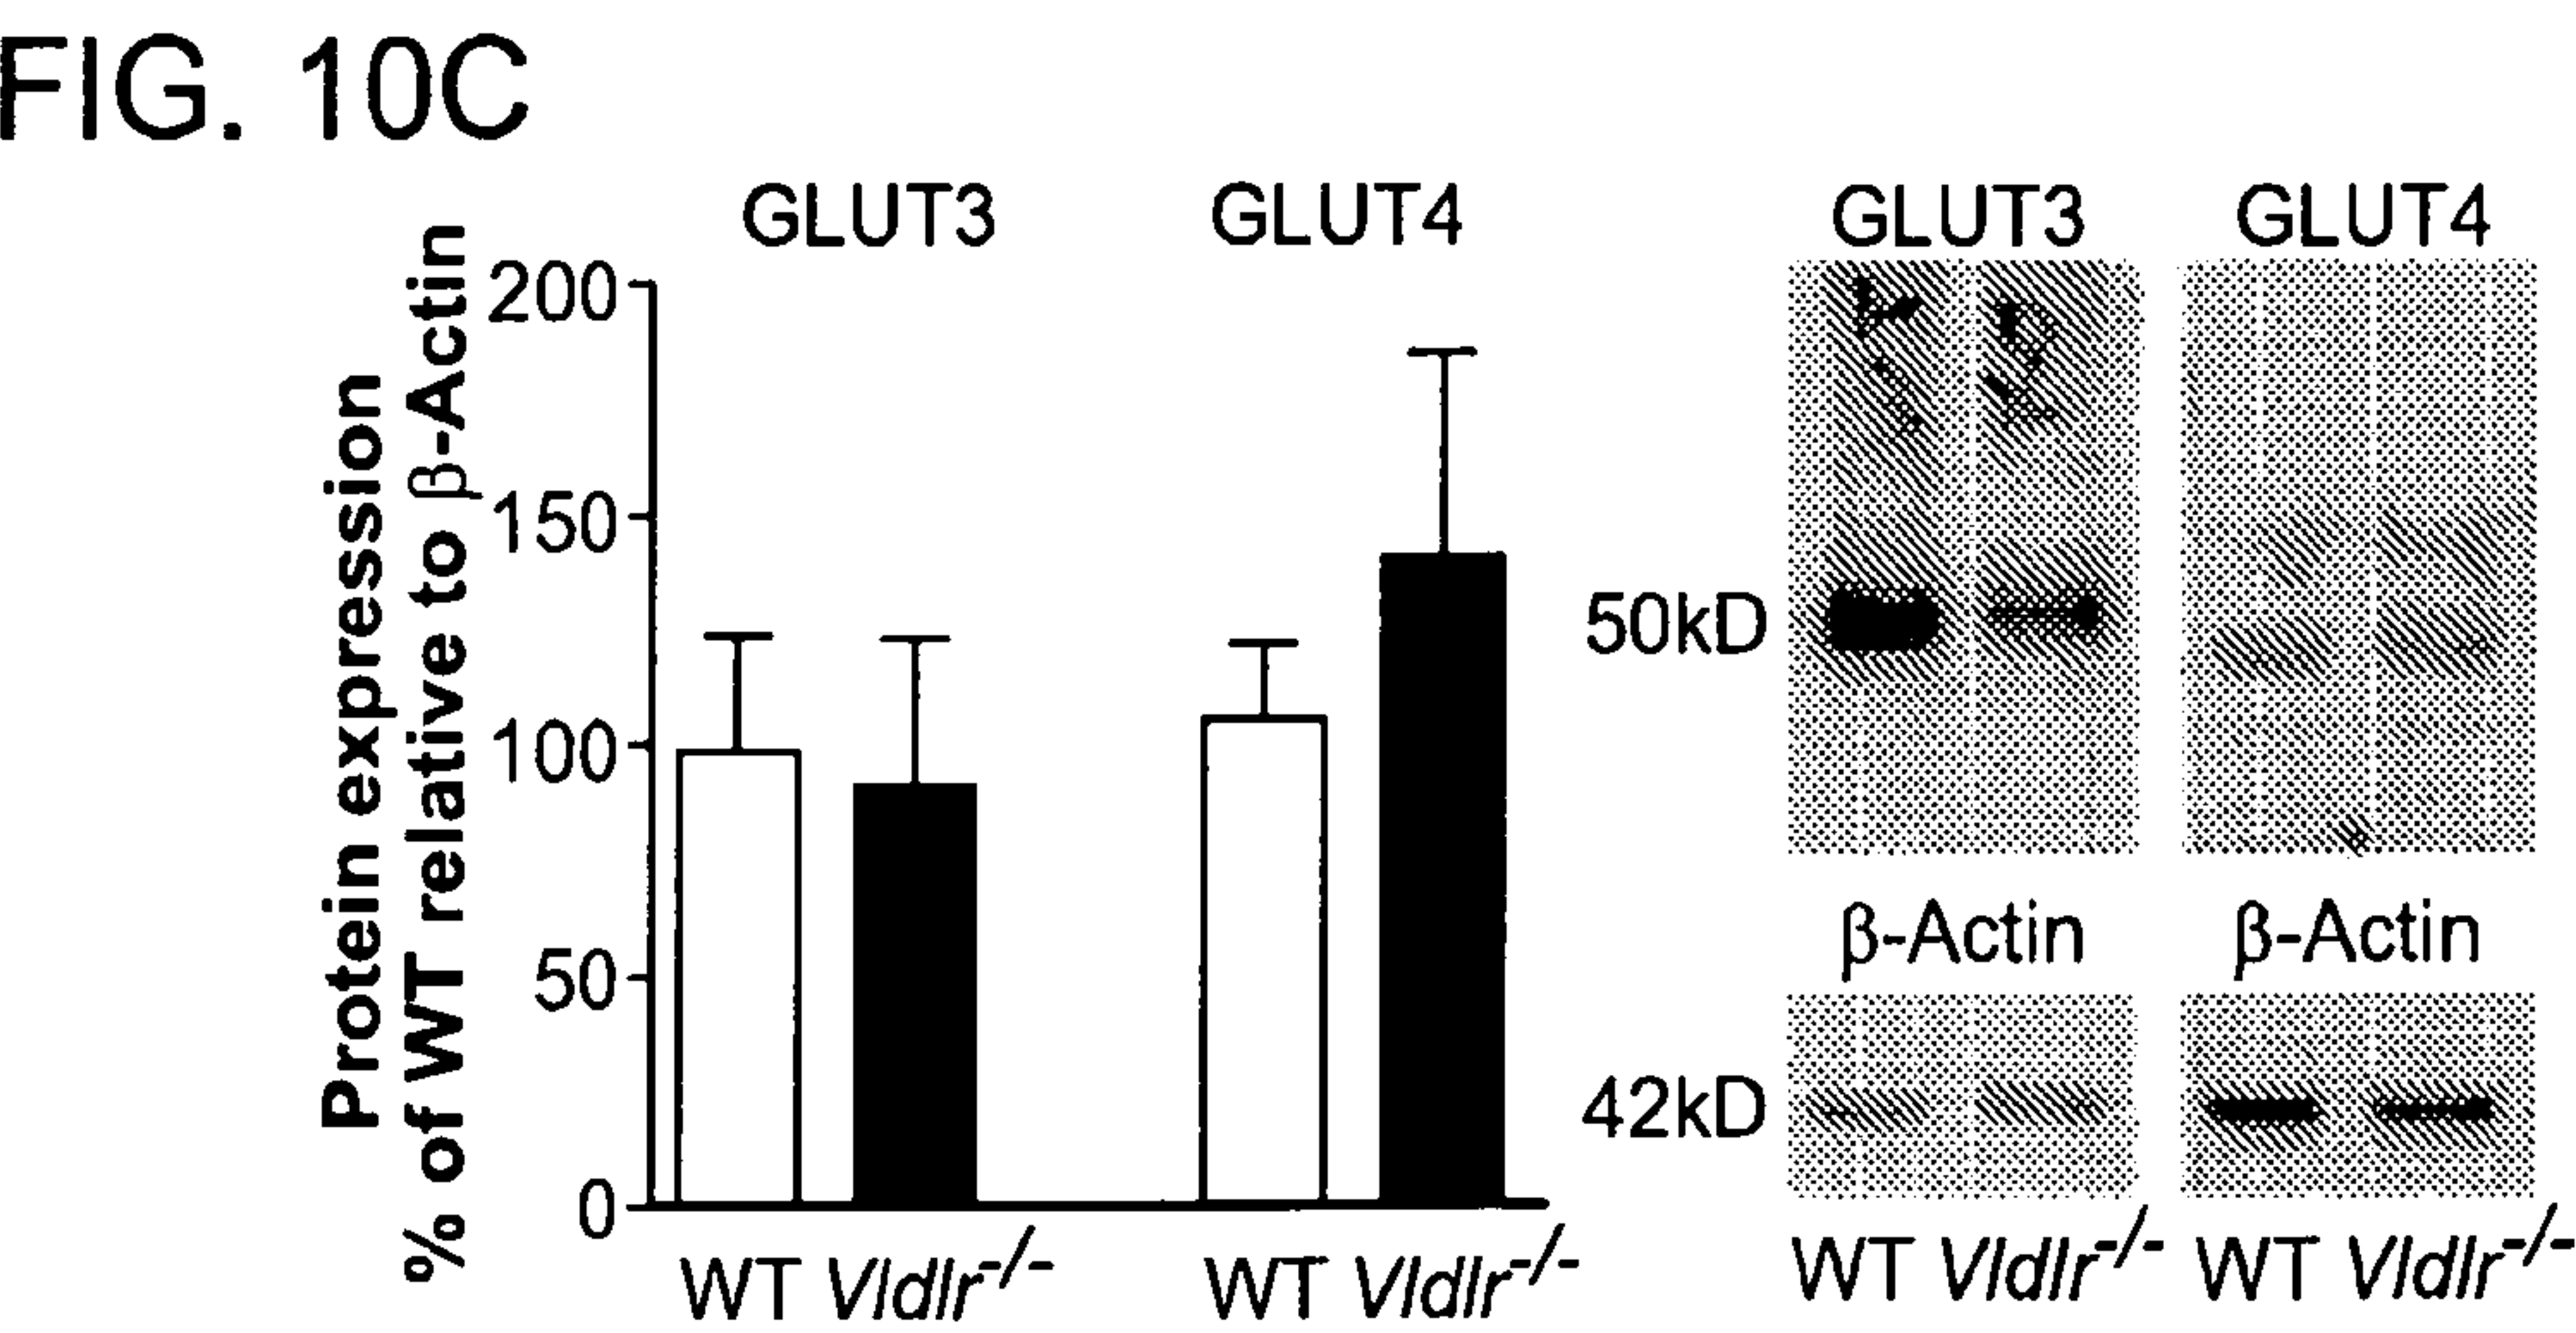 FIG. 10C
GLUT3 GLUT4
Protein expression
% of WT relative to β-Actin
200
150
100
50
0
WT Vldlr-/- WT Vldlr-/-
GLUT3 GLUT4
50kD
β-Actin β-Actin
42kD
WT Vldlr-/- WT Vldlr-/-